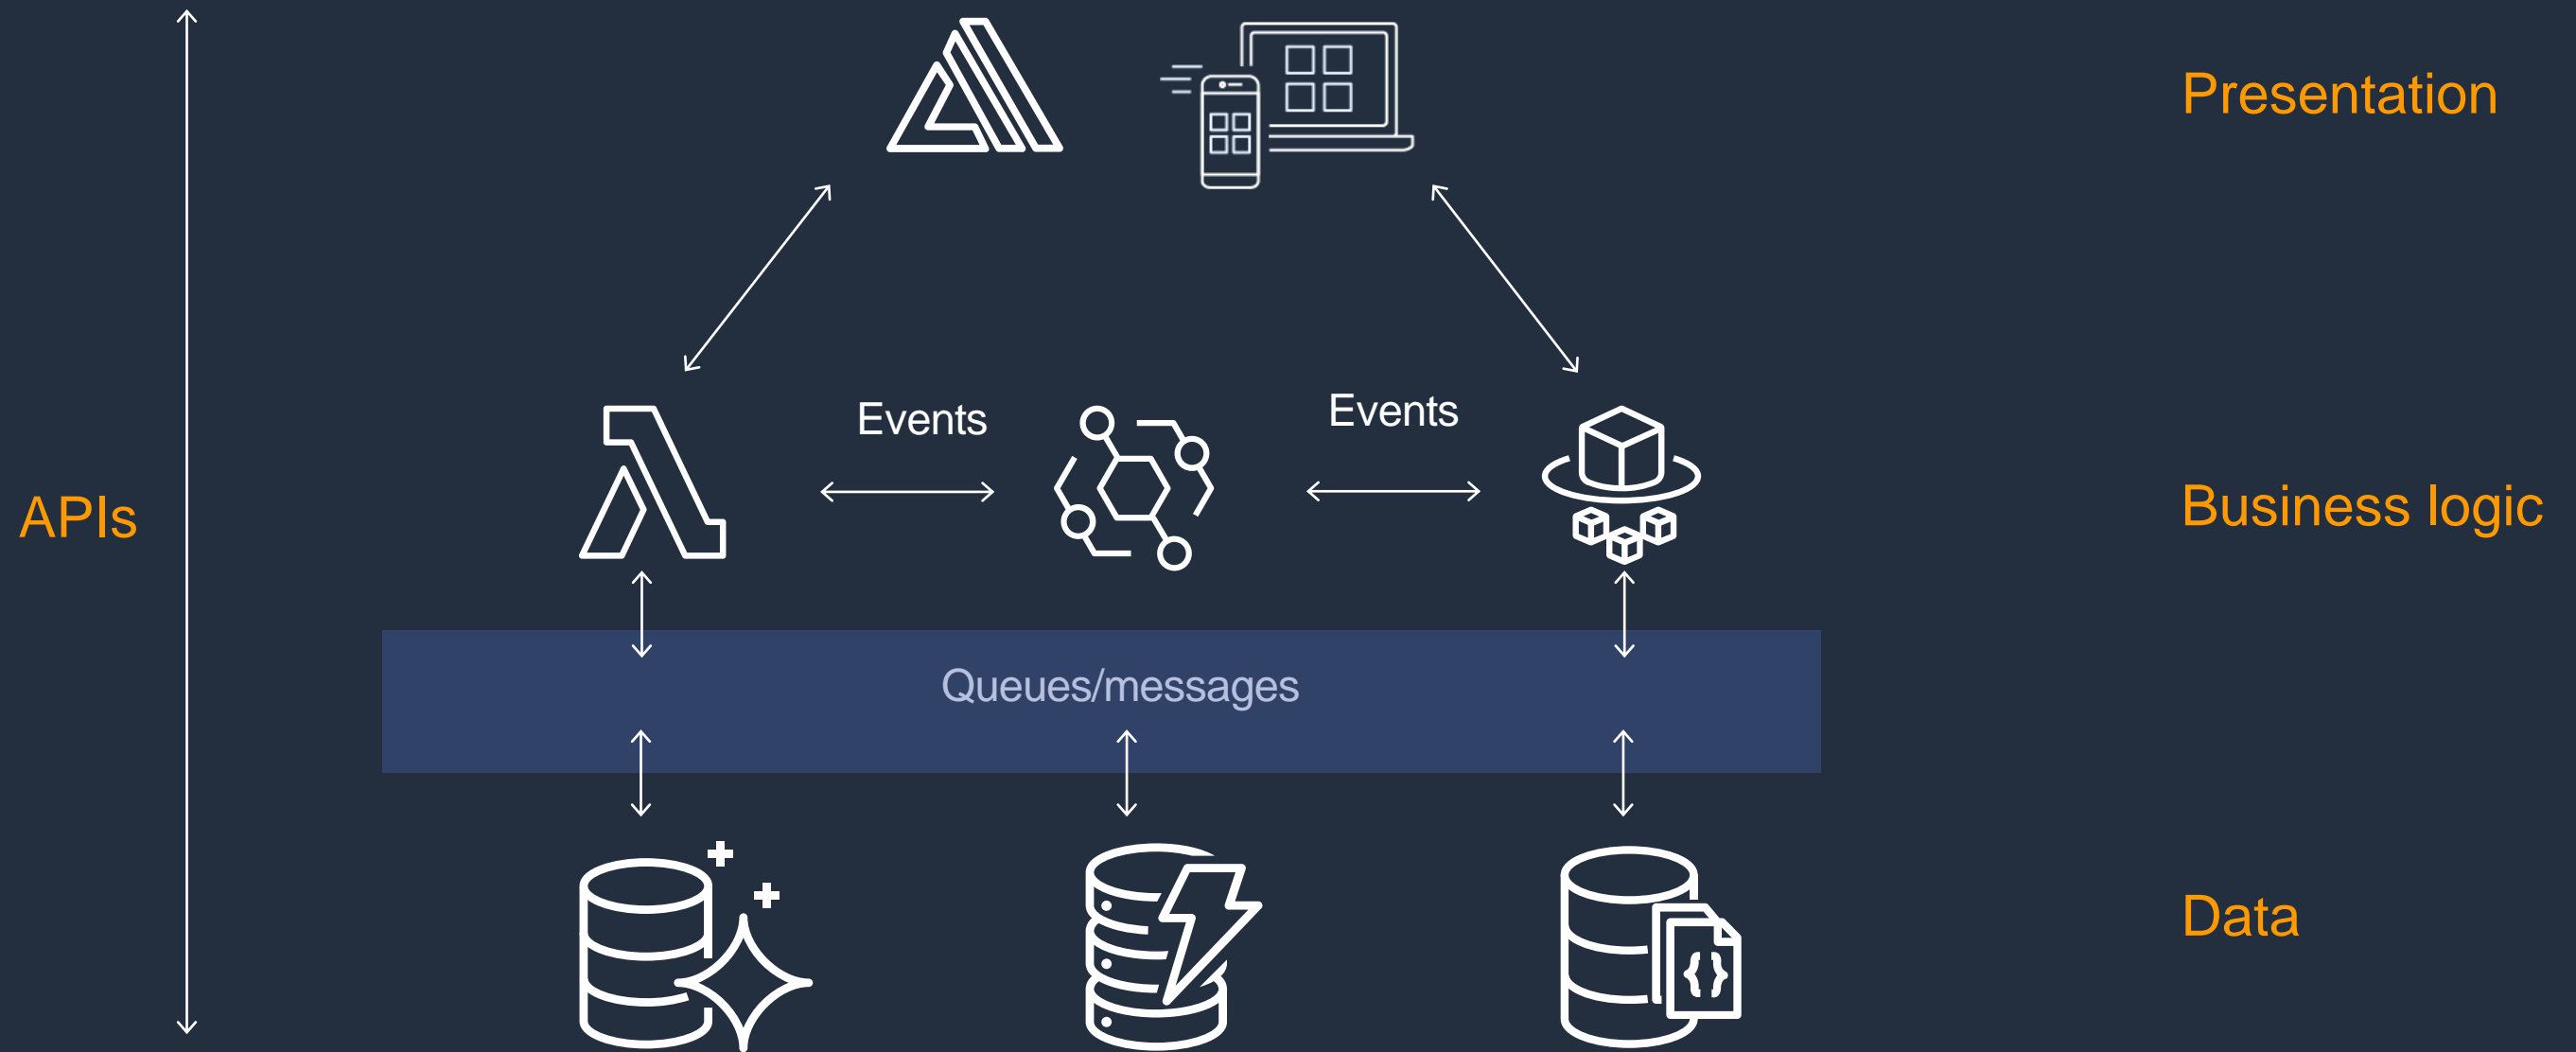 Presentation
Events
Events
APIs
Business logic
Queues/messages
Data